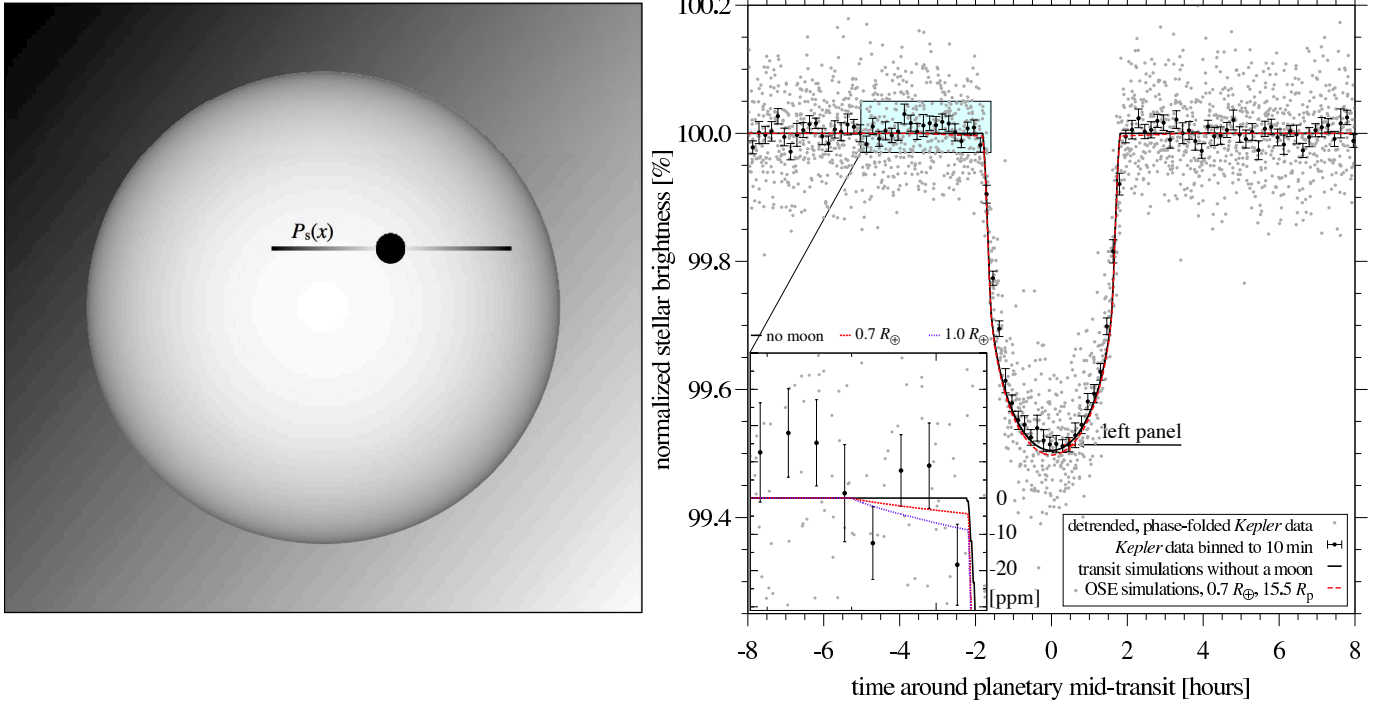 P_s(x)
100.2
100.0
99.8
99.6
99.4
normalized stellar brightness [%]
no moon 0.7 R⊕ 1.0 R⊕
left panel
0
-10
-20
[ppm]
detrended, phase-folded Kepler data
Kepler data binned to 10 min
transit simulations without a moon
OSE simulations, 0.7 R⊕, 15.5 R_p
-8 -6 -4 -2 0 2 4 6 8
time around planetary mid-transit [hours]